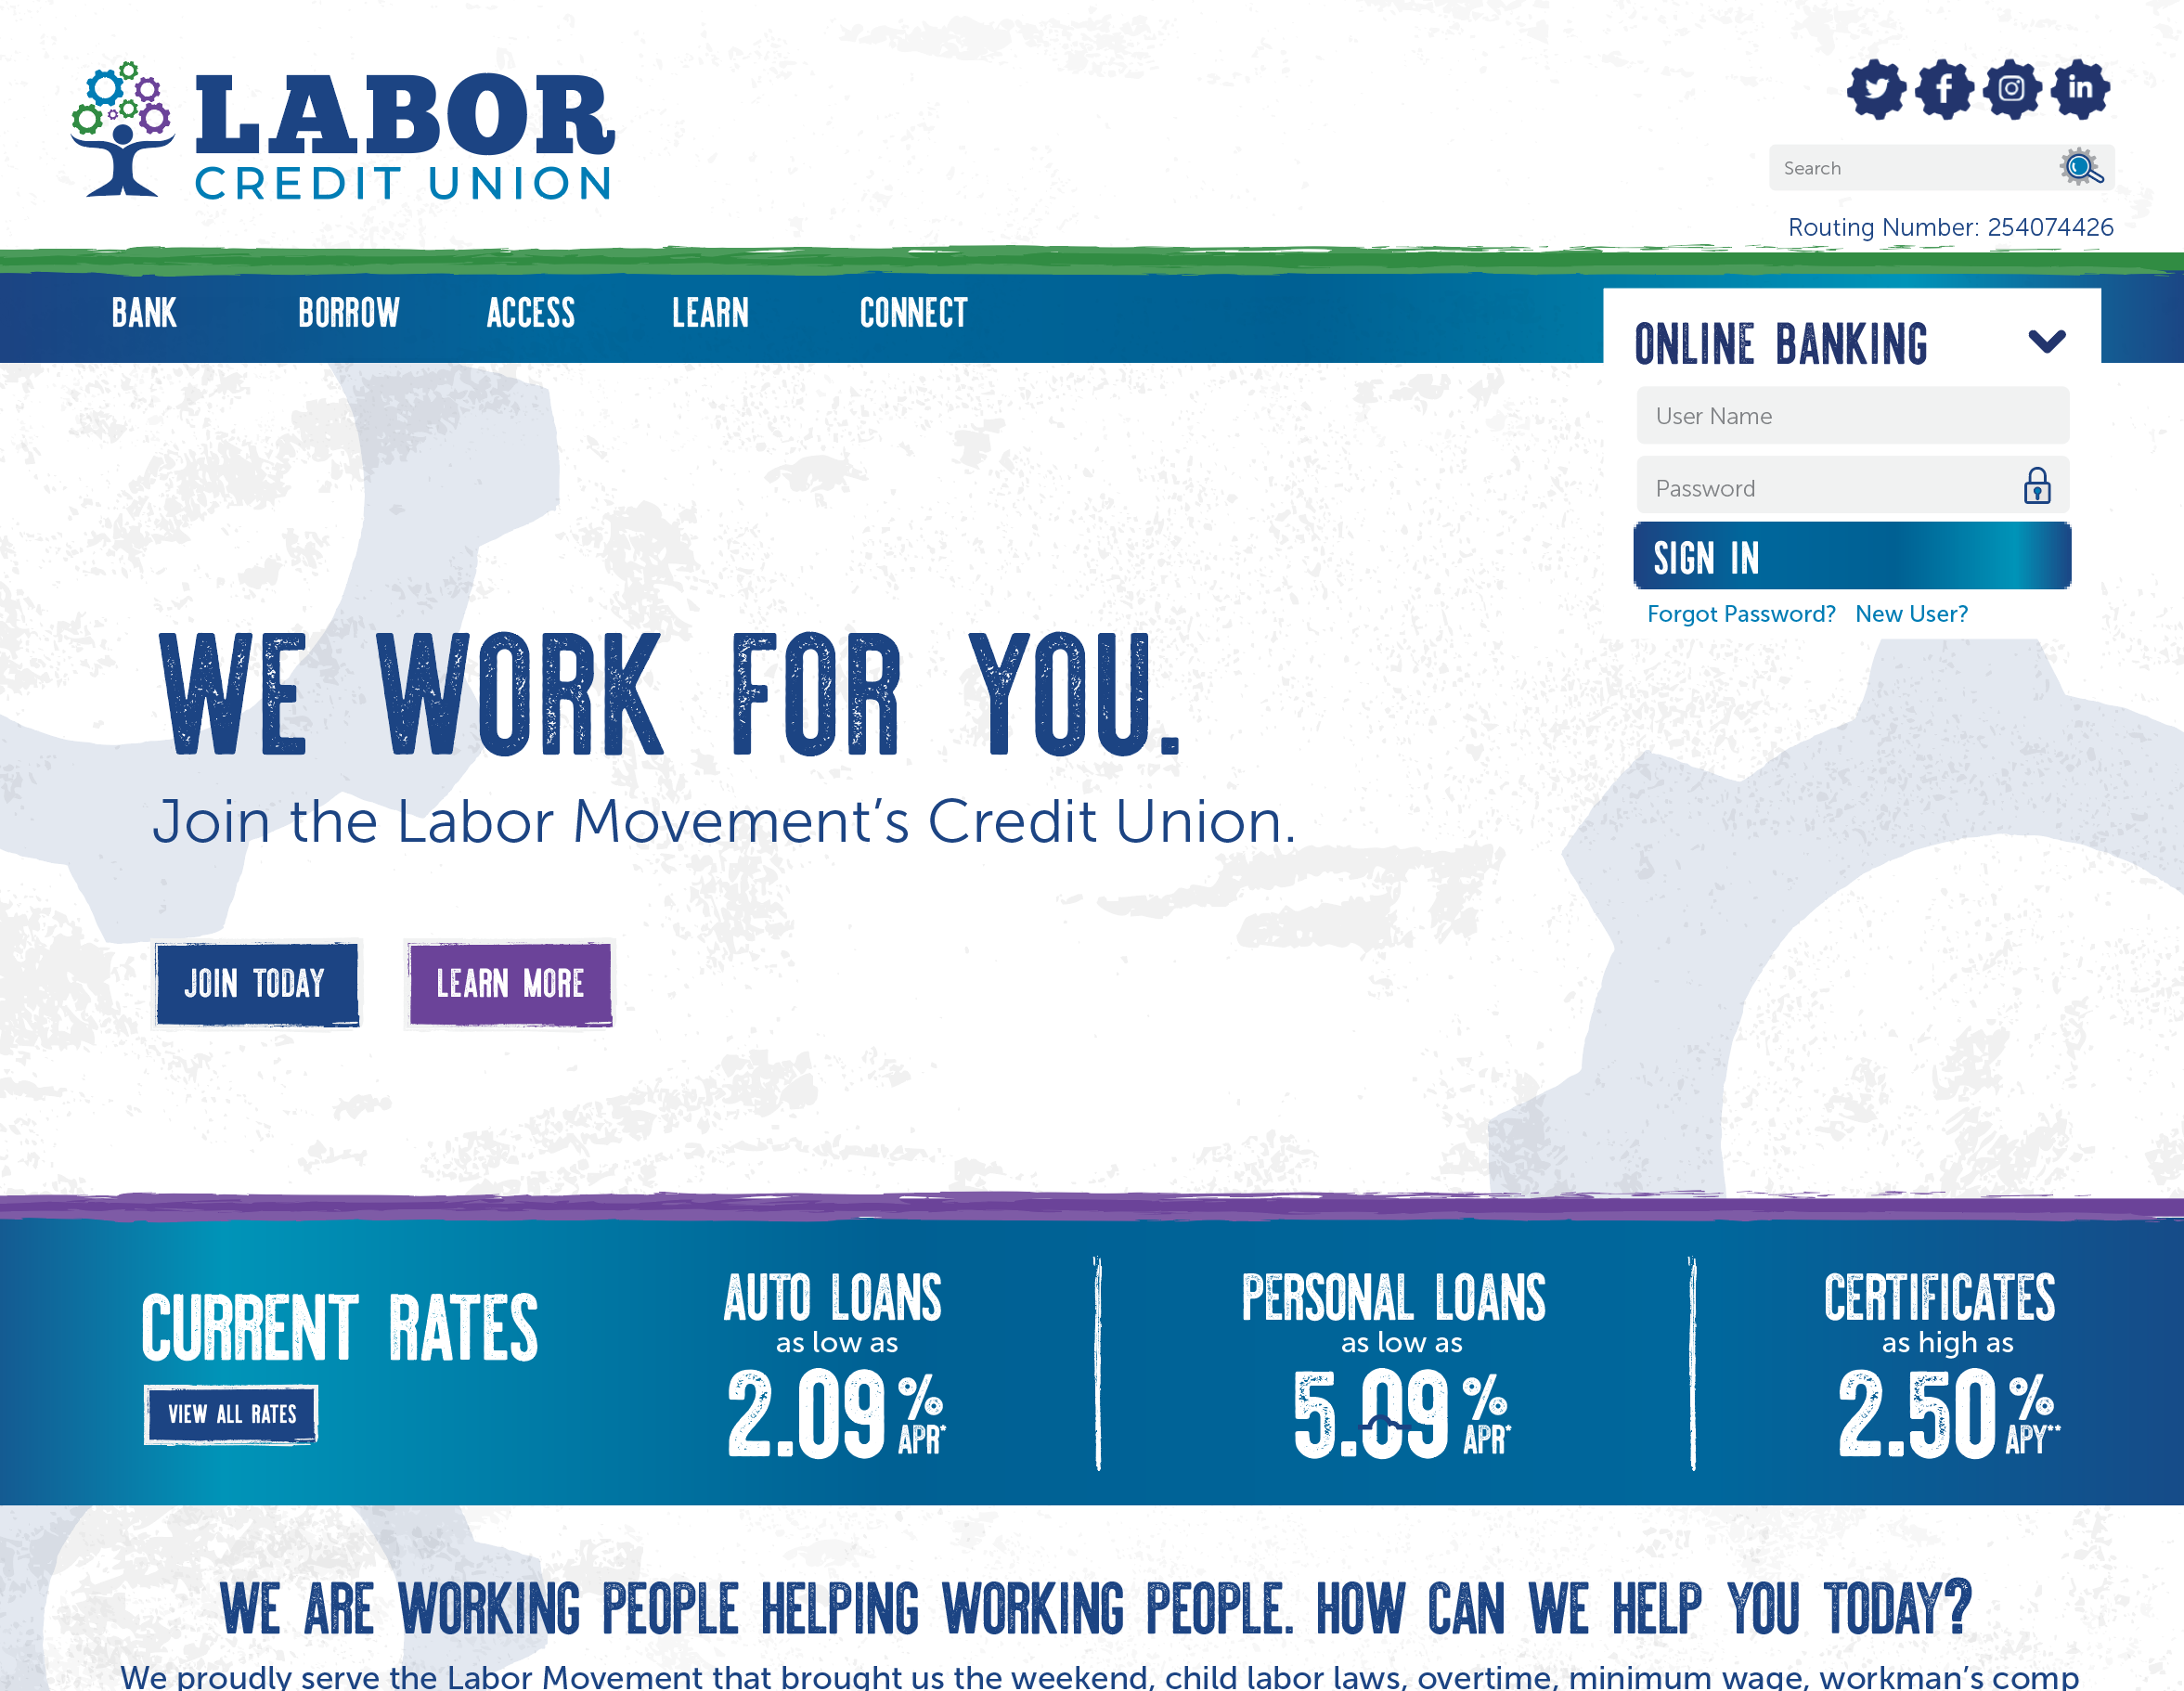 LABOR
CREDIT UNION
Search
Routing Number: 254074426
BANK BORROW ACCESS LEARN CONNECT
ONLINE BANKING
User Name
Password
SIGN IN
Forgot Password? New User?
WE WORK FOR YOU.
Join the Labor Movement’s Credit Union.
JOIN TODAY LEARN MORE
CURRENT RATES
VIEW ALL RATES
AUTO LOANS
as low as
2.09% APR*
PERSONAL LOANS
as low as
5.09% APR*
CERTIFICATES
as high as
2.50% APY**
WE ARE WORKING PEOPLE HELPING WORKING PEOPLE. HOW CAN WE HELP YOU TODAY?
We proudly serve the Labor Movement that brought us the weekend, child labor laws, overtime, minimum wage, workman’s comp